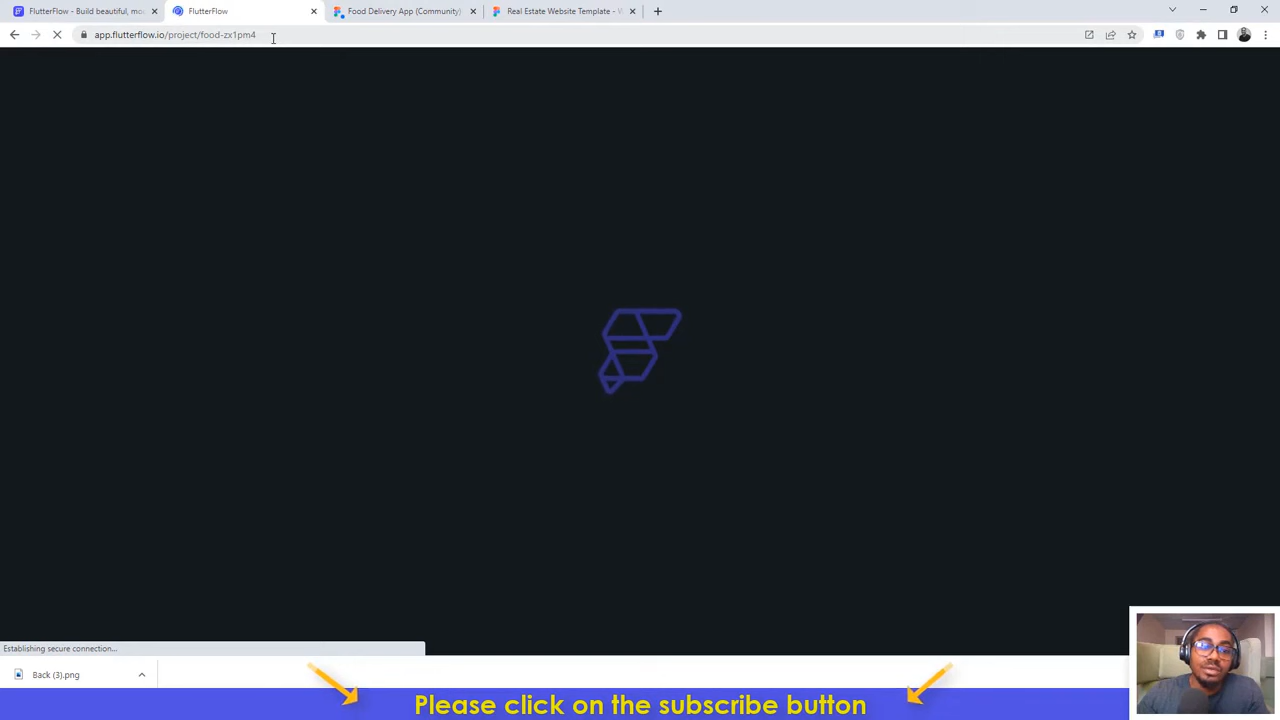 FlutterFlow - Build beautiful, mo
FlutterFlow
Food Delivery App (Community)
Real Estate Website Template - W
app.flutterflow.io/project/food-zx1pm4
Establishing secure connection...
Back (3).png
Please click on the subscribe button